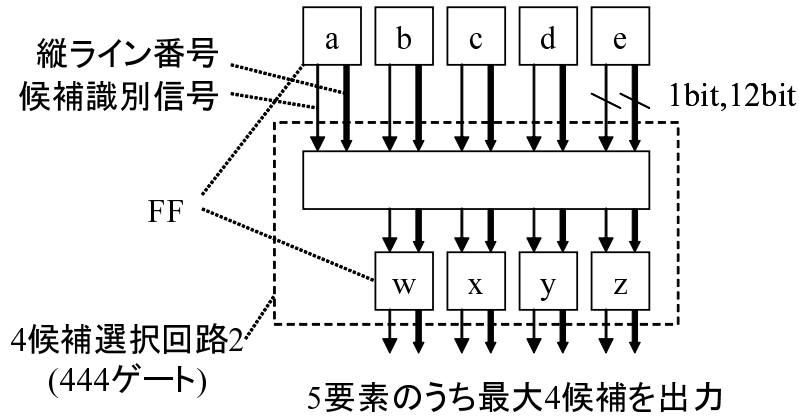 a b c d e
縦ライン番号
候補識別信号
1bit,12bit
FF
w x y z
4候補選択回路2
(444ゲート)
5要素のうち最大4候補を出力